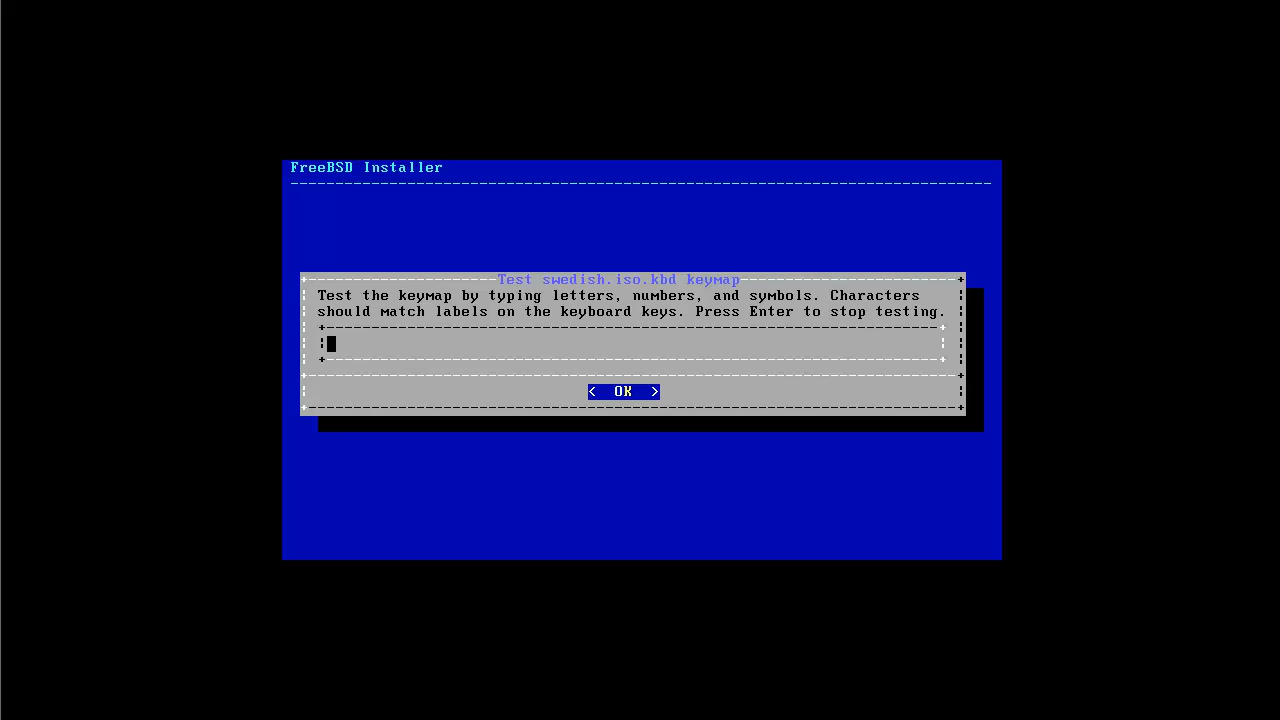 FreeBSD Installer
Test swedish.iso.kbd keymap
Test the keymap by typing letters, numbers, and symbols. Characters
should match labels on the keyboard keys. Press Enter to stop testing.
< OK >